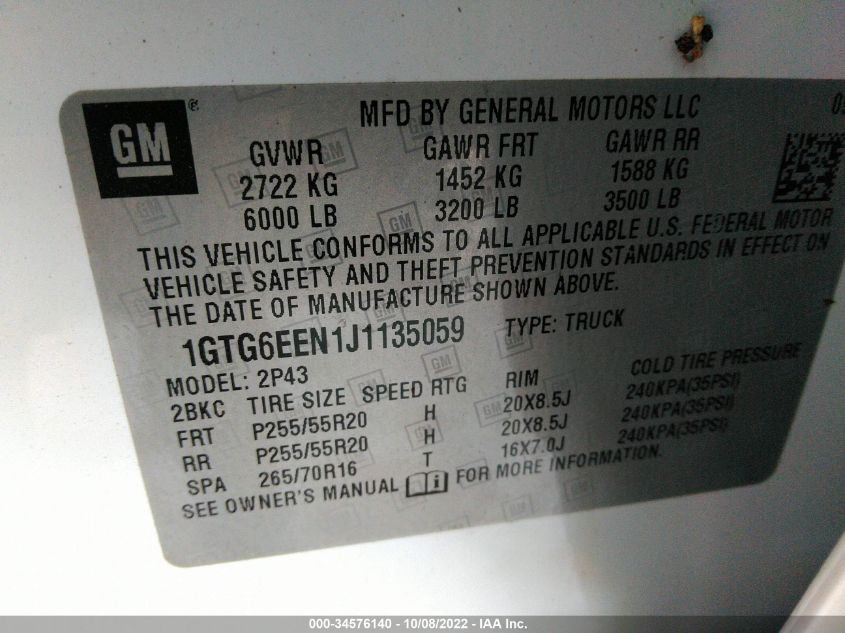 GM
MFD BY GENERAL MOTORS LLC
GVWR GAWR FRT GAWR RR
2722 KG 1452 KG 1588 KG
6000 LB 3200 LB 3500 LB
THIS VEHICLE CONFORMS TO ALL APPLICABLE U.S. FEDERAL MOTOR
VEHICLE SAFETY AND THEFT PREVENTION STANDARDS IN EFFECT ON
THE DATE OF MANUFACTURE SHOWN ABOVE.
1GTG6EEN1J1135059 TYPE: TRUCK
MODEL: 2P43
2BKC TIRE SIZE SPEED RTG RIM COLD TIRE PRESSURE
FRT P255/55R20 H 20X8.5J 240KPA(35PSI)
RR P255/55R20 H 20X8.5J 240KPA(35PSI)
SPA 265/70R16 T 16X7.0J 240KPA(35PSI)
SEE OWNER'S MANUAL FOR MORE INFORMATION.
000-34576140 - 10/08/2022 - IAA Inc.